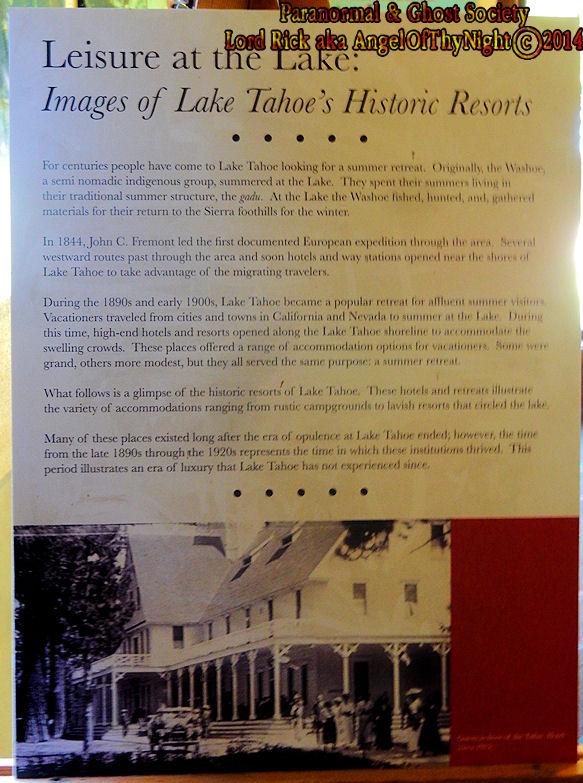 Paranormal & Ghost Society
Lord Rick aka AngelOfThyNight©2014
Leisure at the Lake:
Images of Lake Tahoe's Historic Resorts
For centuries people have come to Lake Tahoe looking for a summer retreat. Originally, the Washoe,
a semi nomadic indigenous group, summered at the Lake. They spent their summers living in
their traditional summer structure, the gadu. At the Lake the Washoe fished, hunted, and, gathered
materials for their return to the Sierra foothills for the winter.
In 1844, John C. Fremont led the first documented European expedition through the area. Several
westward routes past through the area and soon hotels and way stations opened near the shores of
Lake Tahoe to take advantage of the migrating travelers.
During the 1890s and early 1900s, Lake Tahoe became a popular retreat for affluent summer visitors.
Vacationers traveled from cities and towns in California and Nevada to summer at the Lake. During
this time, high-end hotels and resorts opened along the Lake Tahoe shoreline to accommodate the
swelling crowds. These places offered a range of accommodation options for vacationers. Some were
grand, others more modest, but they all served the same purpose: a summer retreat.
What follows is a glimpse of the historic resorts of Lake Tahoe. These hotels and retreats illustrate
the variety of accommodations ranging from rustic campgrounds to lavish resorts that circled the lake.
Many of these places existed long after the era of opulence at Lake Tahoe ended; however, the time
from the late 1890s through the 1920s represents the time in which these institutions thrived. This
period illustrates an era of luxury that Lake Tahoe has not experienced since.